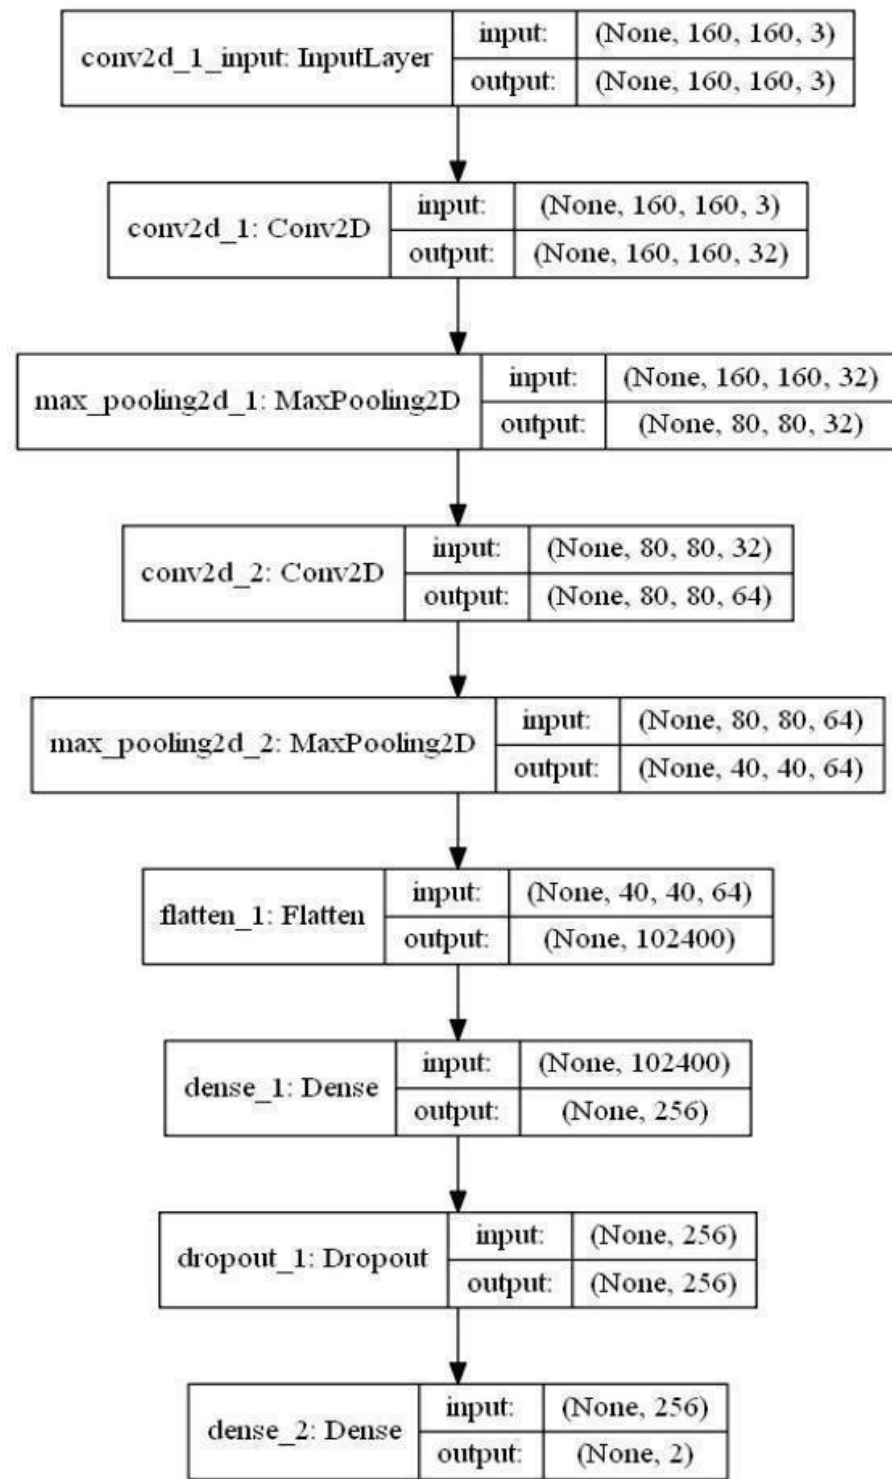 conv2d_1_input: InputLayer
input: (None, 160, 160, 3)
output: (None, 160, 160, 3)
conv2d_1: Conv2D
input: (None, 160, 160, 3)
output: (None, 160, 160, 32)
max_pooling2d_1: MaxPooling2D
input: (None, 160, 160, 32)
output: (None, 80, 80, 32)
conv2d_2: Conv2D
input: (None, 80, 80, 32)
output: (None, 80, 80, 64)
max_pooling2d_2: MaxPooling2D
input: (None, 80, 80, 64)
output: (None, 40, 40, 64)
flatten_1: Flatten
input: (None, 40, 40, 64)
output: (None, 102400)
dense_1: Dense
input: (None, 102400)
output: (None, 256)
dropout_1: Dropout
input: (None, 256)
output: (None, 256)
dense_2: Dense
input: (None, 256)
output: (None, 2)